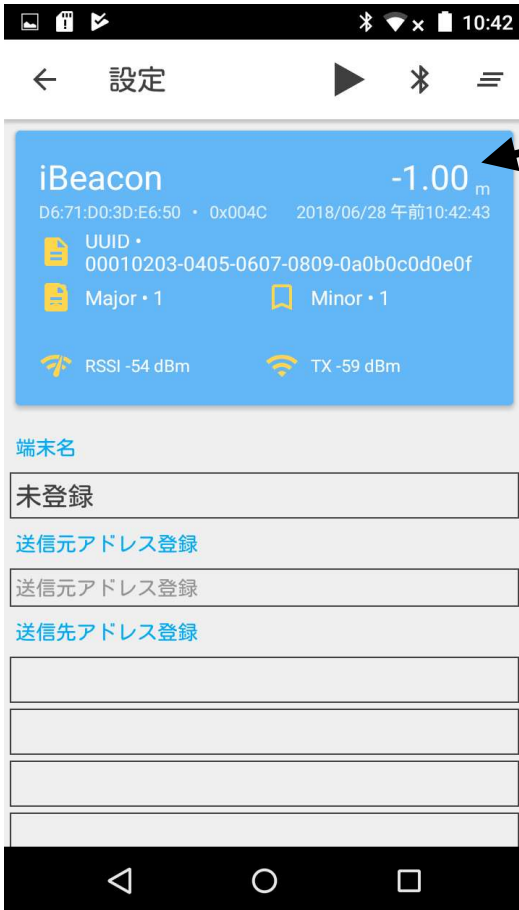 10:42
設定
iBeacon
-1.00 m
D6:71:D0:3D:E6:50 • 0x004C 2018/06/28 午前10:42:43
UUID •
00010203-0405-0607-0809-0a0b0c0d0e0f
Major • 1 Minor • 1
RSSI -54 dBm TX -59 dBm
端末名
未登録
送信元アドレス登録
送信元アドレス登録
送信先アドレス登録